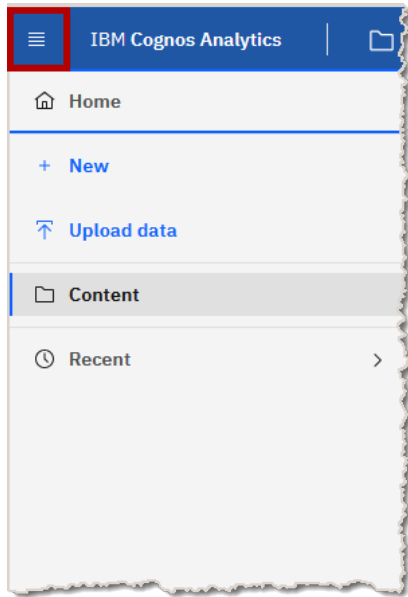 IBM Cognos Analytics
Home
New
Upload data
Content
Recent